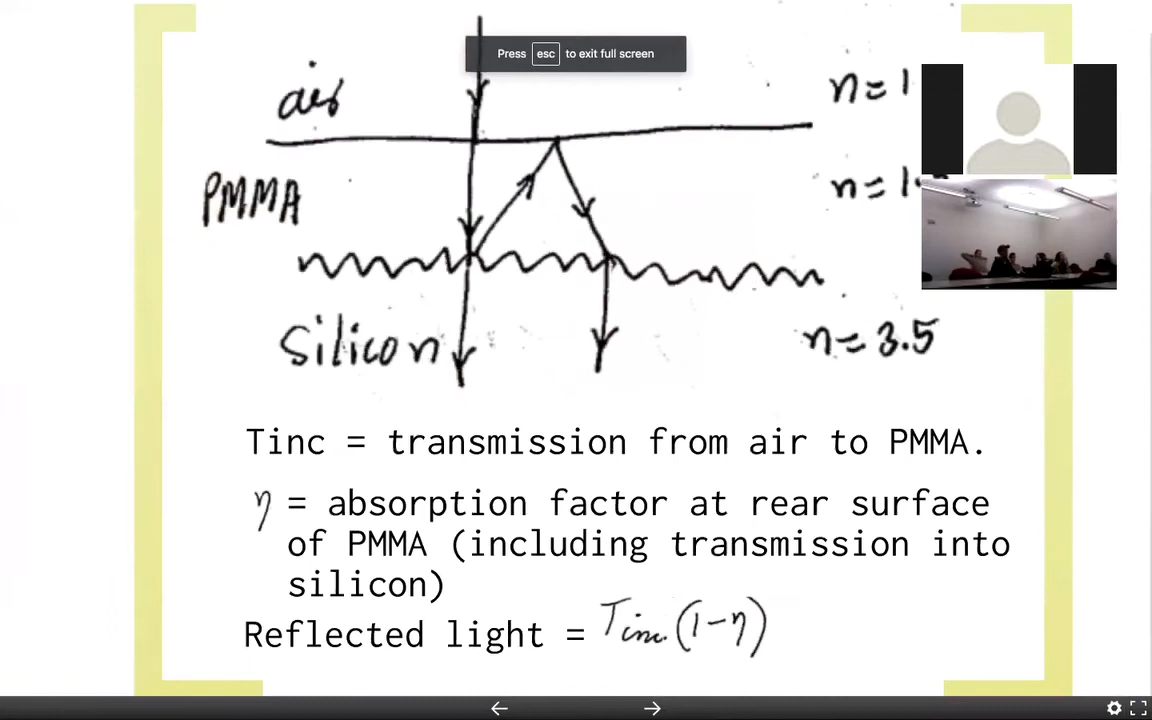 Press esc to exit full screen
air
n=1
PMMA
n=1.
Silicon
n=3.5
Tinc = transmission from air to PMMA.
η = absorption factor at rear surface
of PMMA (including transmission into
silicon)
Reflected light = Tinc.(1-η)